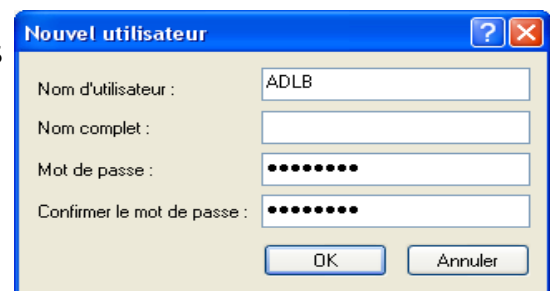 Nouvel utilisateur
Nom d'utilisateur : ADLB
Nom complet :
Mot de passe : ••••••••
Confirmer le mot de passe : ••••••••
OK Annuler